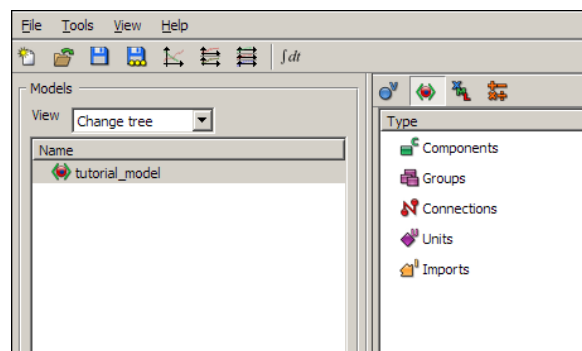 File Tools View Help
∫dt
Models
View Change tree
Name
tutorial_model
Type
Components
Groups
Connections
Units
Imports